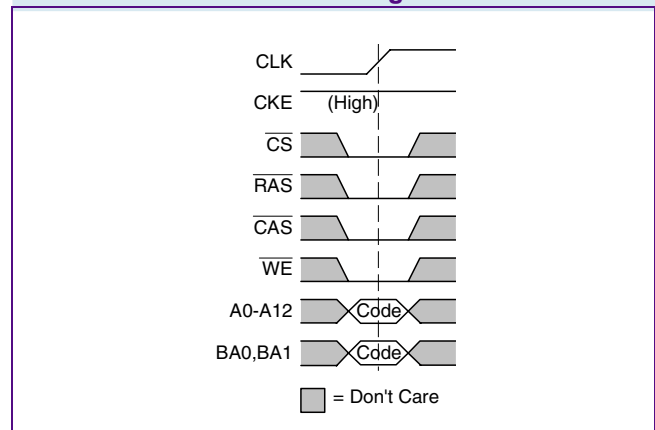 CLK
CKE (High)
CS
RAS
CAS
WE
A0-A12 Code
BA0,BA1 Code
= Don't Care